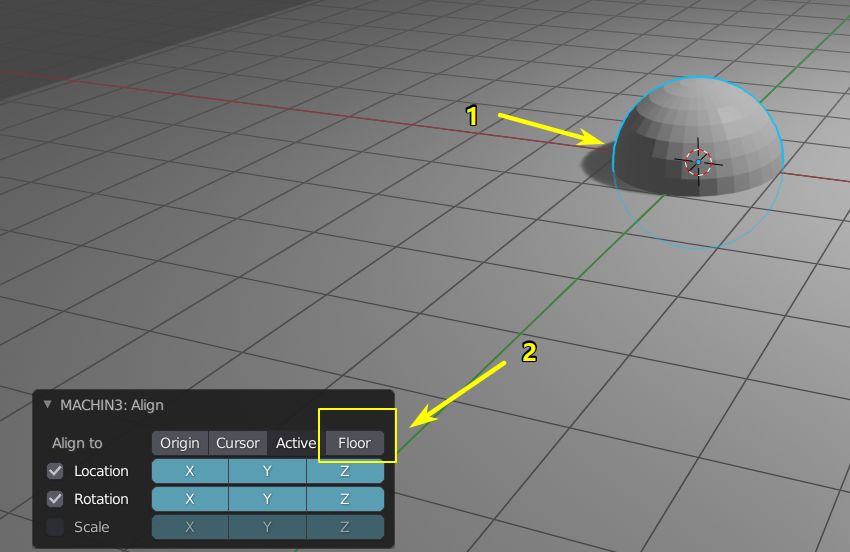 1
2
MACHIN3: Align
Align to Origin Cursor Active Floor
Location X Y Z
Rotation X Y Z
Scale X Y Z